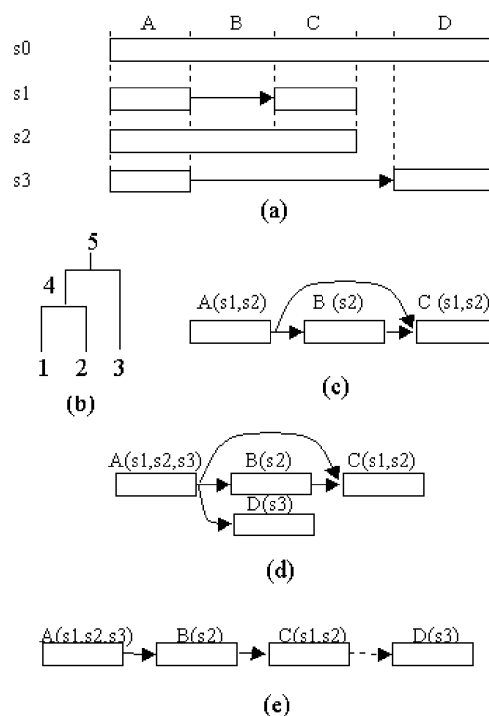 A B C D
s0
s1
s2
s3
(a)
5
4
1 2 3
(b)
A(s1,s2) B (s2) C (s1,s2)
(c)
A(s1,s2,s3) B(s2) C(s1,s2)
D(s3)
(d)
A(s1,s2,s3) B(s2) C(s1,s2) D(s3)
(e)